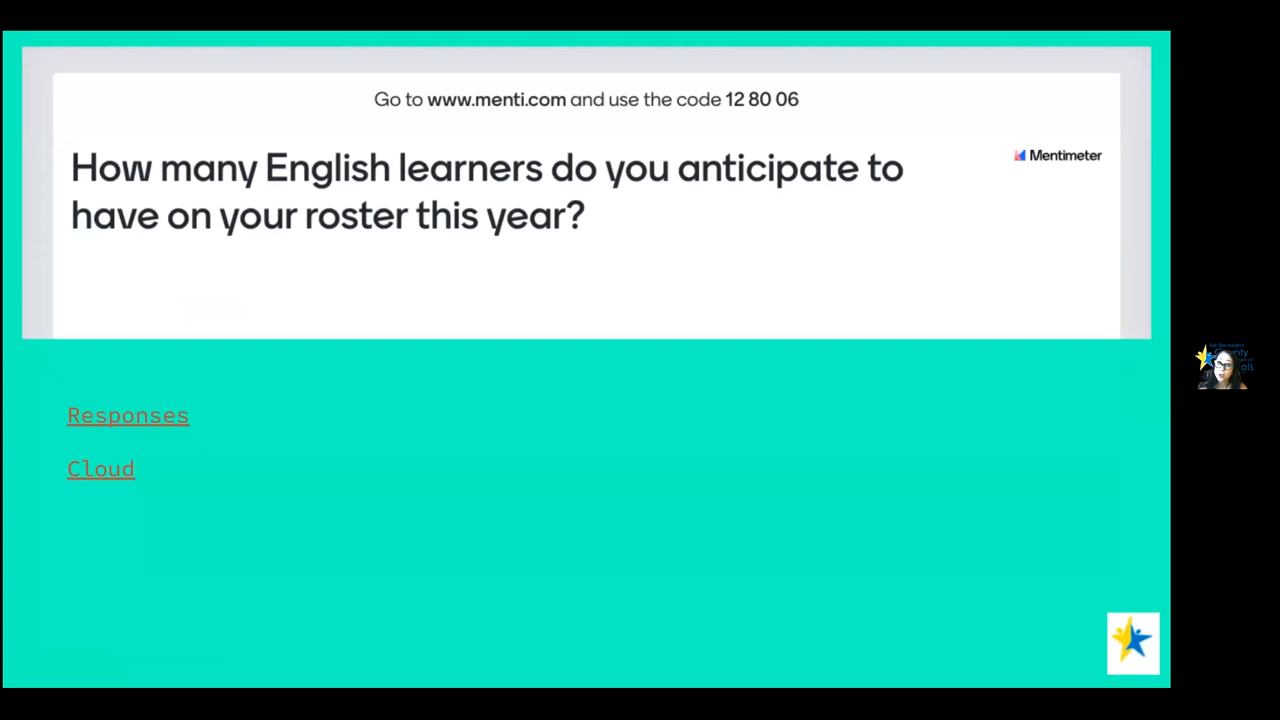 Go to www.menti.com and use the code 12 80 06
Mentimeter
How many English learners do you anticipate to
have on your roster this year?
County
Responses
Cloud